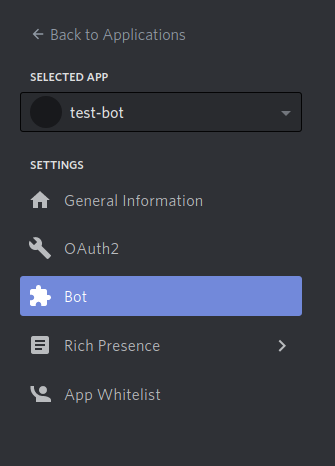 Back to Applications
SELECTED APP
test-bot
SETTINGS
General Information
OAuth2
Bot
Rich Presence
App Whitelist